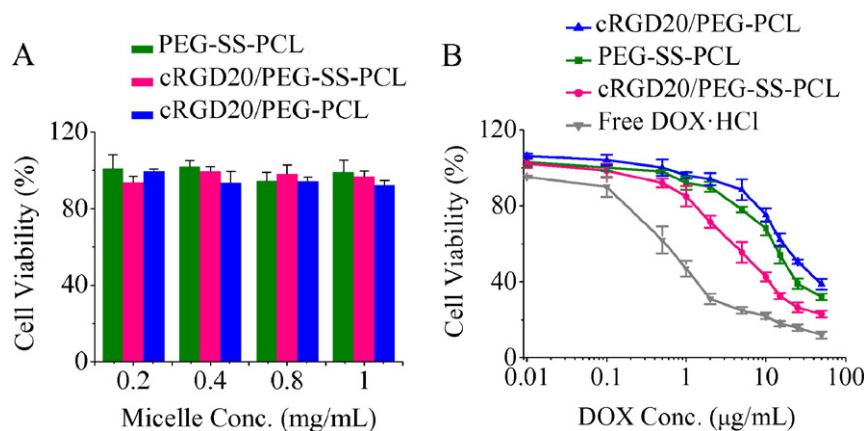 A
PEG-SS-PCL
cRGD20/PEG-SS-PCL
cRGD20/PEG-PCL
120
80
40
0
Cell Viability (%)
0.2 0.4 0.8 1
Micelle Conc. (mg/mL)
B
cRGD20/PEG-PCL
PEG-SS-PCL
cRGD20/PEG-SS-PCL
Free DOX·HCl
120
80
40
0
Cell Viability (%)
0.01 0.1 1 10 100
DOX Conc. (μg/mL)